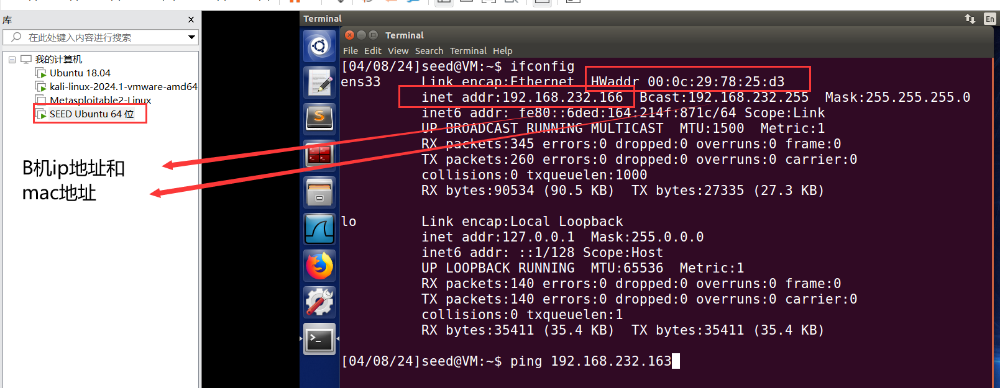 库
在此处键入内容进行搜索
我的计算机
Ubuntu 18.04
kali-linux-2024.1-vmware-amd64
Metasploitable2-Linux
SEED Ubuntu 64 位
B机ip地址和
mac地址
Terminal
En
Terminal
File Edit View Search Terminal Help
[04/08/24]seed@VM:~$ ifconfig
ens33 Link encap:Ethernet HWaddr 00:0c:29:78:25:d3
inet addr:192.168.232.166 Bcast:192.168.232.255 Mask:255.255.255.0
inet6 addr: fe80::6ded:164:214f:871c/64 Scope:Link
UP BROADCAST RUNNING MULTICAST MTU:1500 Metric:1
RX packets:345 errors:0 dropped:0 overruns:0 frame:0
TX packets:260 errors:0 dropped:0 overruns:0 carrier:0
collisions:0 txqueuelen:1000
RX bytes:90534 (90.5 KB) TX bytes:27335 (27.3 KB)
lo Link encap:Local Loopback
inet addr:127.0.0.1 Mask:255.0.0.0
inet6 addr: ::1/128 Scope:Host
UP LOOPBACK RUNNING MTU:65536 Metric:1
RX packets:140 errors:0 dropped:0 overruns:0 frame:0
TX packets:140 errors:0 dropped:0 overruns:0 carrier:0
collisions:0 txqueuelen:1
RX bytes:35411 (35.4 KB) TX bytes:35411 (35.4 KB)
[04/08/24]seed@VM:~$ ping 192.168.232.163